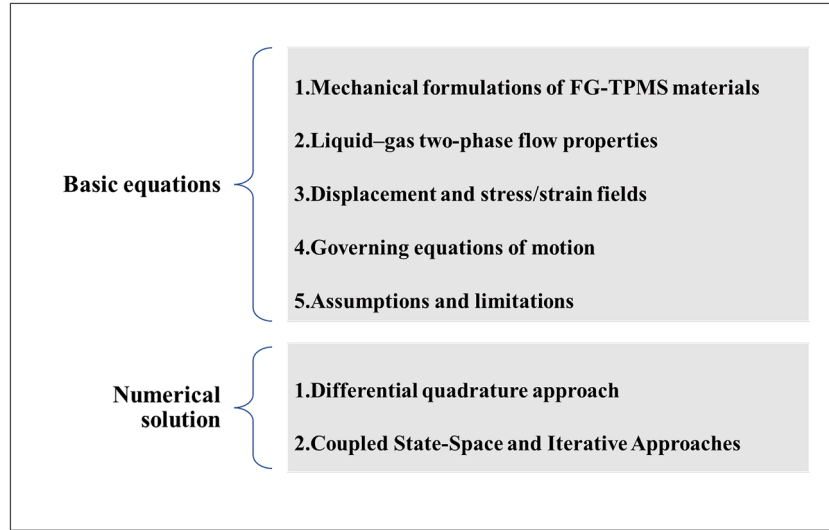 1.Mechanical formulations of FG-TPMS materials
2.Liquid–gas two-phase flow properties
Basic equations
3.Displacement and stress/strain fields
4.Governing equations of motion
5.Assumptions and limitations
Numerical
solution
1.Differential quadrature approach
2.Coupled State-Space and Iterative Approaches